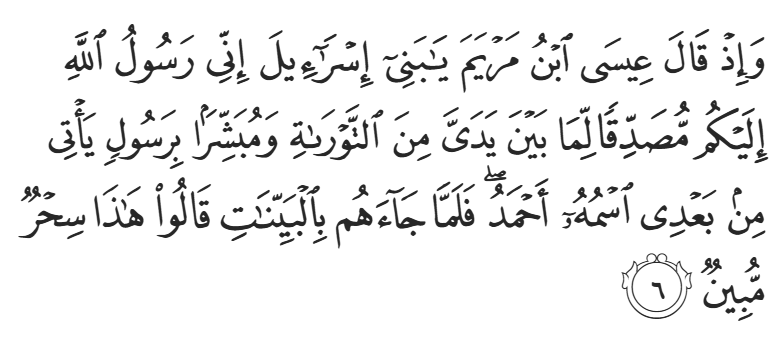 وَإِذۡ قَالَ عِيسَى ٱبۡنُ مَرۡيَمَ يَٰبَنِيٓ إِسۡرَٰٓءِيلَ إِنِّي رَسُولُ ٱللَّهِ
إِلَيۡكُم مُّصَدِّقٗا لِّمَا بَيۡنَ يَدَيَّ مِنَ ٱلتَّوۡرَىٰةِ وَمُبَشِّرَۢا بِرَسُولٖ يَأۡتِي
مِنۢ بَعۡدِي ٱسۡمُهُۥٓ أَحۡمَدُۖ فَلَمَّا جَآءَهُم بِٱلۡبَيِّنَٰتِ قَالُواْ هَٰذَا سِحۡرٞ
مُّبِينٞ ٦